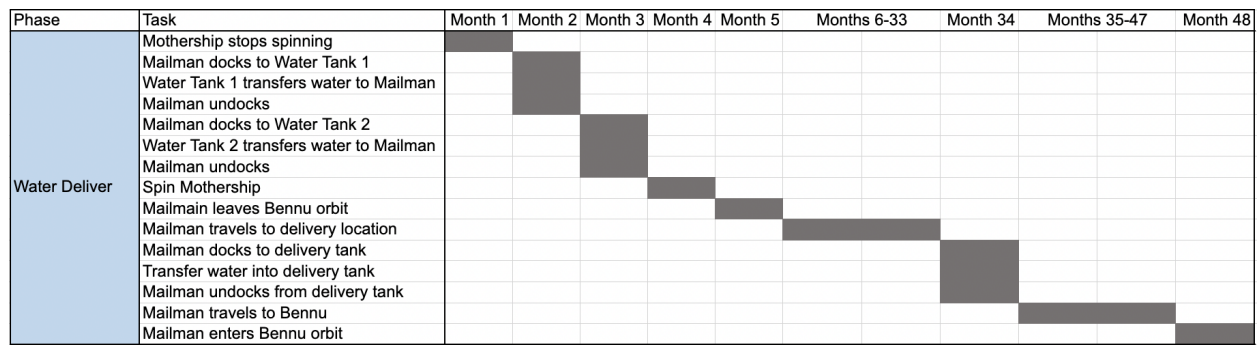 Phase Task Month 1 Month 2 Month 3 Month 4 Month 5 Months 6-33 Month 34 Months 35-47 Month 48
Mothership stops spinning
Mailman docks to Water Tank 1
Water Tank 1 transfers water to Mailman
Mailman undocks
Mailman docks to Water Tank 2
Water Tank 2 transfers water to Mailman
Mailman undocks
Water Deliver Spin Mothership
Mailmain leaves Bennu orbit
Mailman travels to delivery location
Mailman docks to delivery tank
Transfer water into delivery tank
Mailman undocks from delivery tank
Mailman travels to Bennu
Mailman enters Bennu orbit